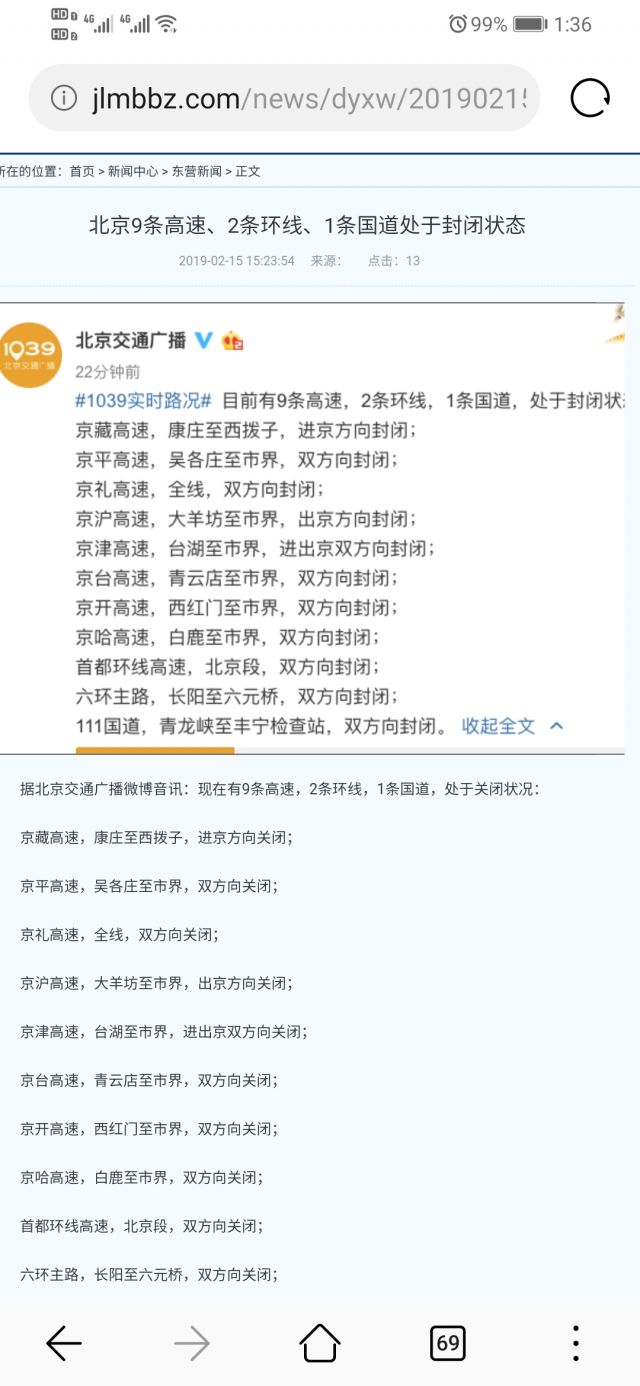 HD 1 4G 4G 99% 1:36
HD 2
jlmbbz.com/news/dyxw/20190215
所在的位置：首页 > 新闻中心 > 东营新闻 > 正文
北京9条高速、2条环线、1条国道处于封闭状态
2019-02-15 15:23:54 来源： 点击：13
1039
北京交通广播
北京交通广播
22分钟前
#1039实时路况# 目前有9条高速，2条环线，1条国道，处于封闭状
京藏高速，康庄至西拨子，进京方向封闭；
京平高速，吴各庄至市界，双方向封闭；
京礼高速，全线，双方向封闭；
京沪高速，大羊坊至市界，出京方向封闭；
京津高速，台湖至市界，进出京双方向封闭；
京台高速，青云店至市界，双方向封闭；
京开高速，西红门至市界，双方向封闭；
京哈高速，白鹿至市界，双方向封闭；
首都环线高速，北京段，双方向封闭；
六环主路，长阳至六元桥，双方向封闭；
111国道，青龙峡至丰宁检查站，双方向封闭。 收起全文
据北京交通广播微博音讯：现在有9条高速，2条环线，1条国道，处于关闭状况：
京藏高速，康庄至西拨子，进京方向关闭；
京平高速，吴各庄至市界，双方向关闭；
京礼高速，全线，双方向关闭；
京沪高速，大羊坊至市界，出京方向关闭；
京津高速，台湖至市界，进出京双方向关闭；
京台高速，青云店至市界，双方向关闭；
京开高速，西红门至市界，双方向关闭；
京哈高速，白鹿至市界，双方向关闭；
首都环线高速，北京段，双方向关闭；
六环主路，长阳至六元桥，双方向关闭；
69